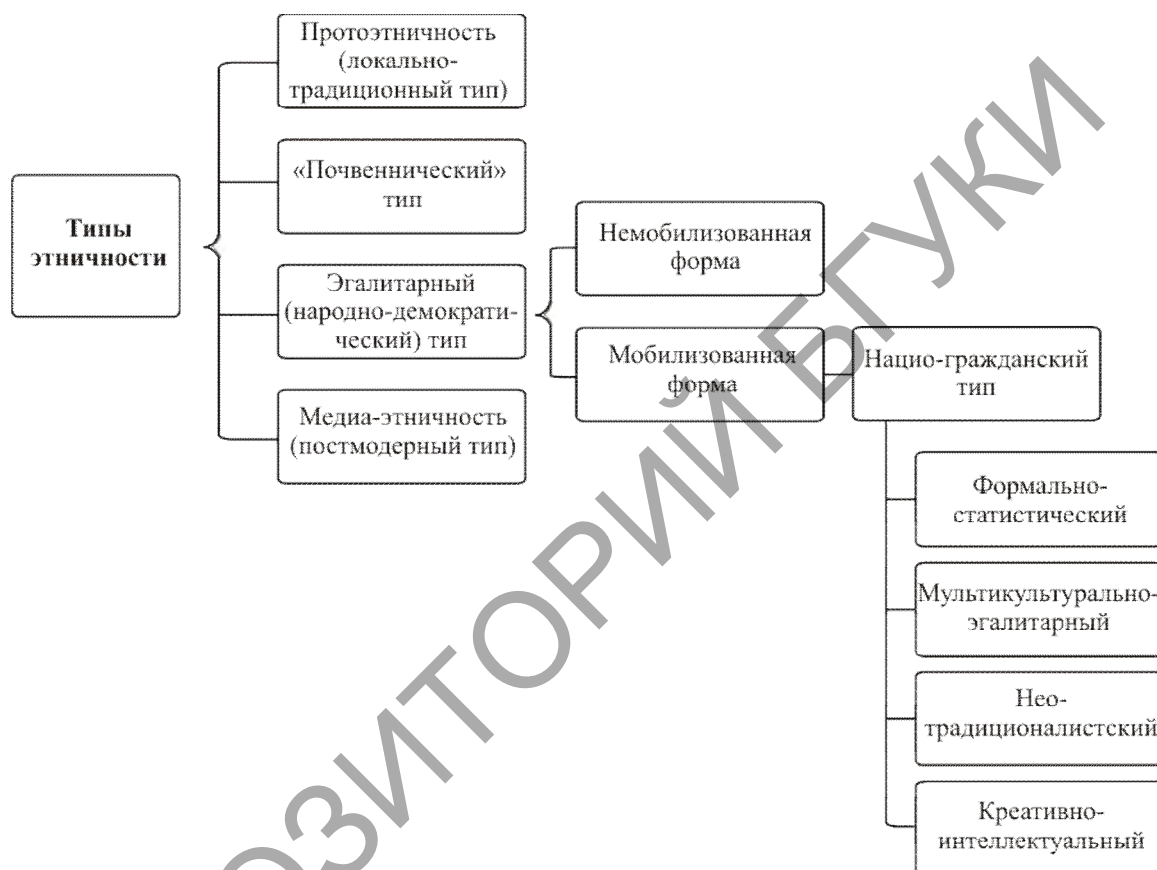 Типы
этничности
Протоэтничность
(локально-
традиционный тип)
«Почвеннический»
тип
Эгалитарный
(народно-демократи-
ческий) тип
Медиа-этничность
(постмодерный тип)
Немобилизованная
форма
Мобилизованная
форма
Нацио-гражданский
тип
Формально-
статистический
Мультикультурально-
эгалитарный
Нео-
традиционалистский
Креативно-
интеллектуальный
ОЗИТОРИЙ БГУКИ